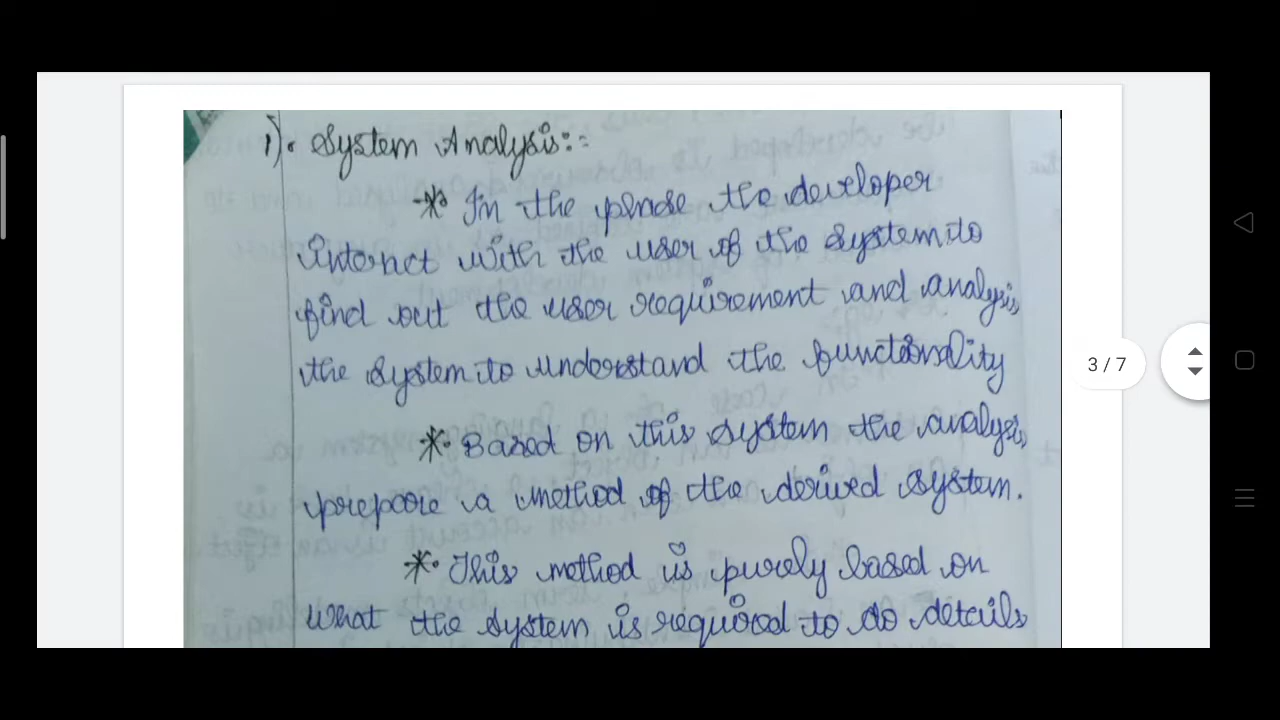 1). System Analysis:-
* In the phase the developer
interact with the user of the system to
find out the user requirement and analysis
the system to understand the functionality
* Based on this system the analysis
prepare a method of the derived system.
* This method is purely based on
What the system is required to do details
3 / 7